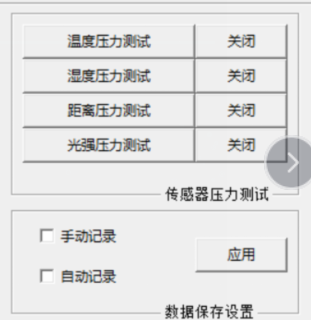 温度压力测试 关闭
湿度压力测试 关闭
距离压力测试 关闭
光强压力测试 关闭
传感器压力测试
手动记录
应用
自动记录
数据保存设置